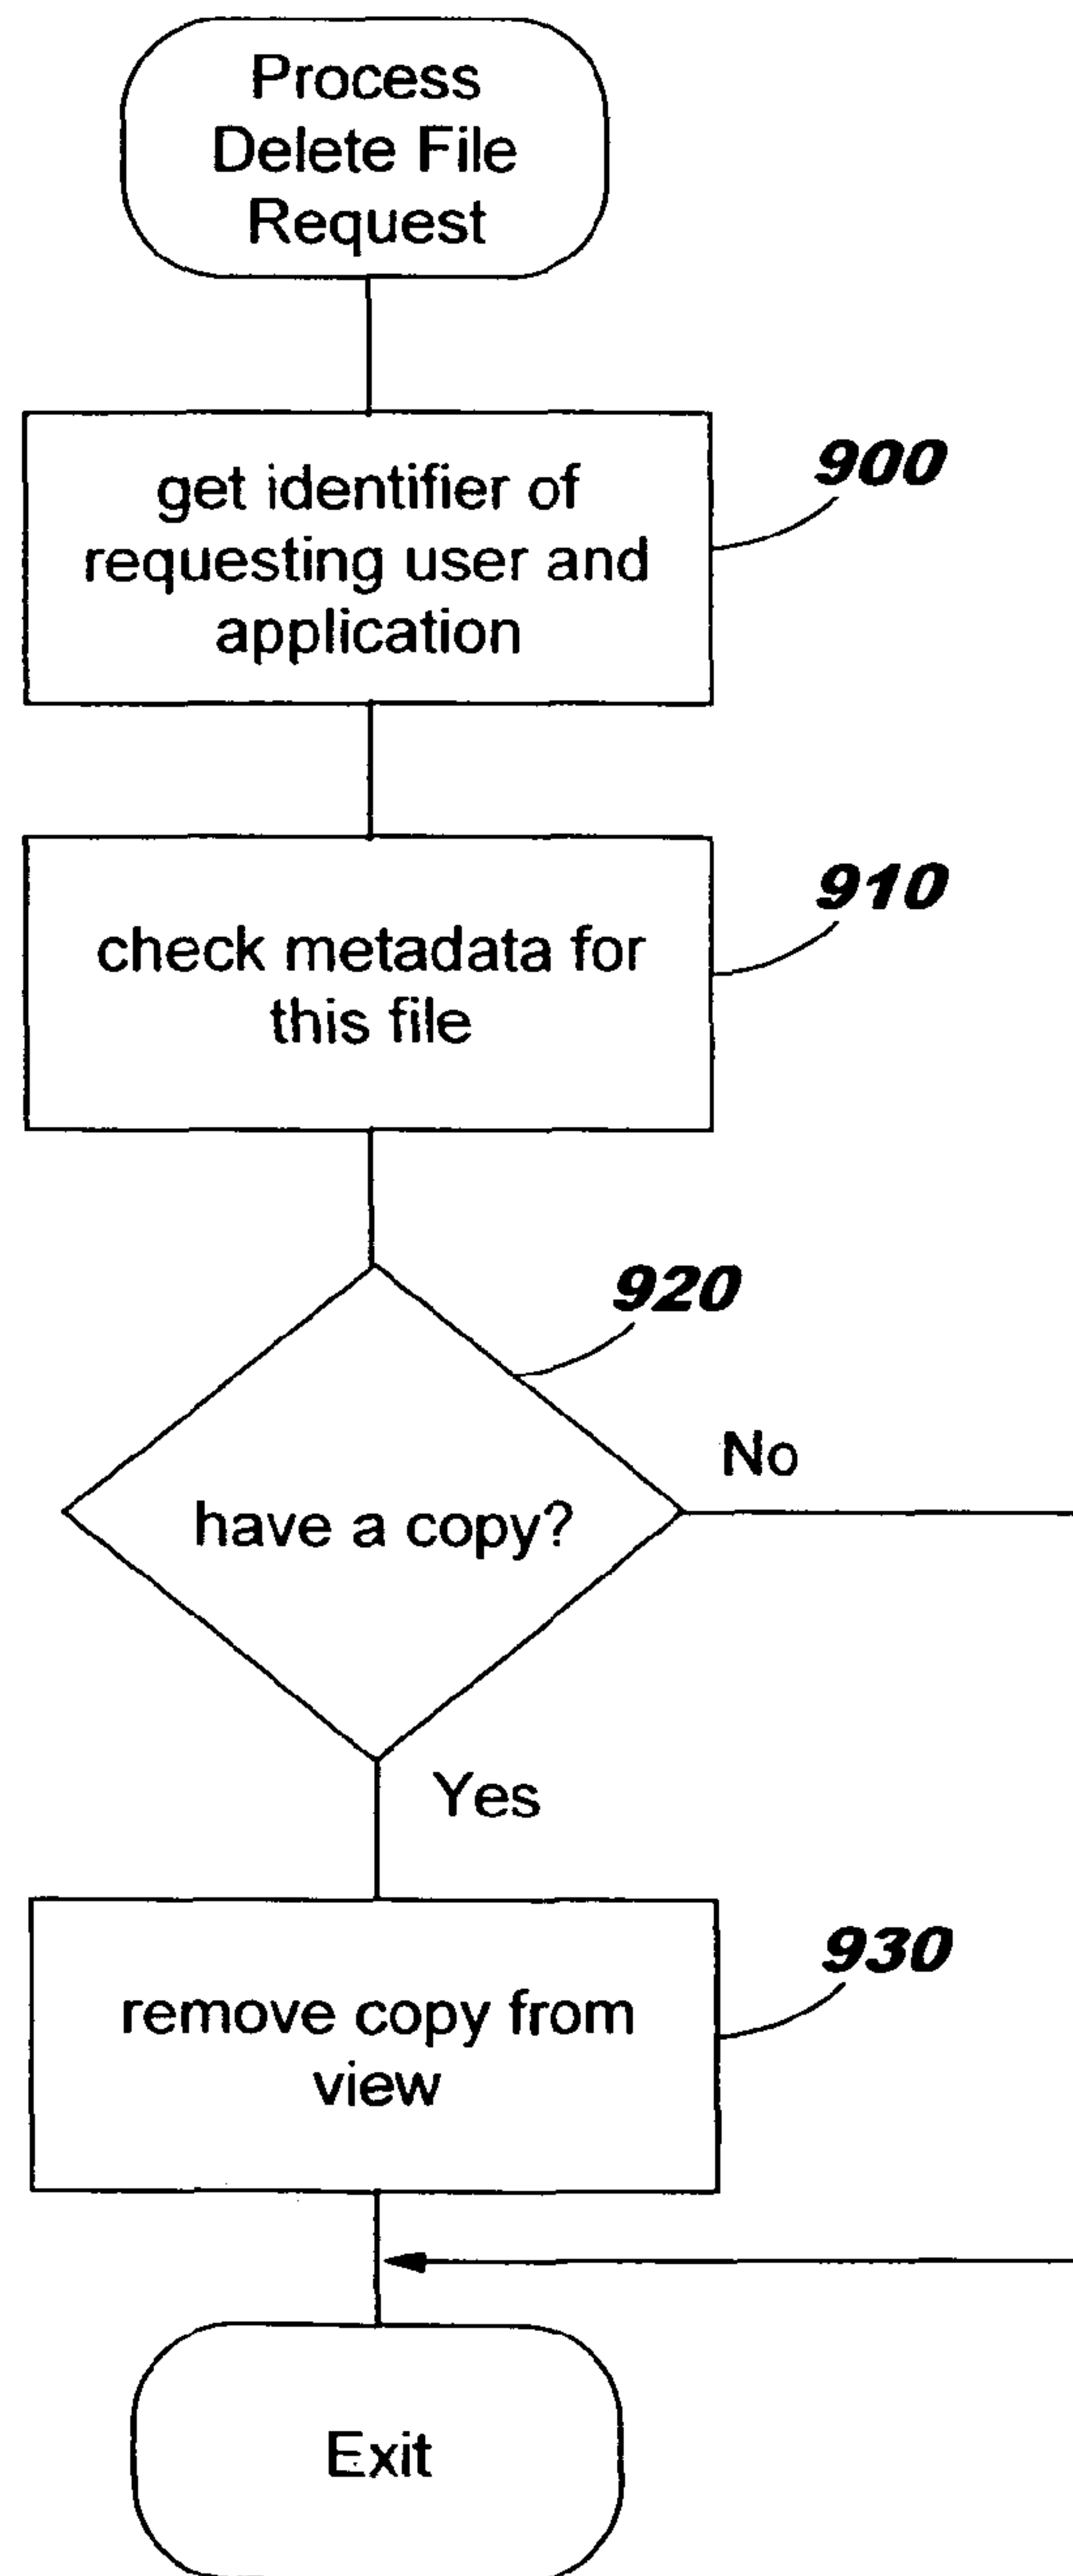 Process
Delete File
Request
900
get identifier of
requesting user and
application
910
check metadata for
this file
920
No
have a copy?
Yes
930
remove copy from
view
Exit